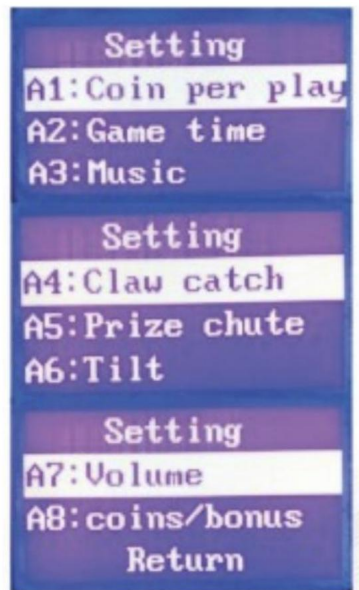 Setting
A1:Coin per play
A2:Game time
A3:Music
Setting
A4:Claw catch
A5:Prize chute
A6:Tilt
Setting
A7:Volume
A8:coins/bonus
Return